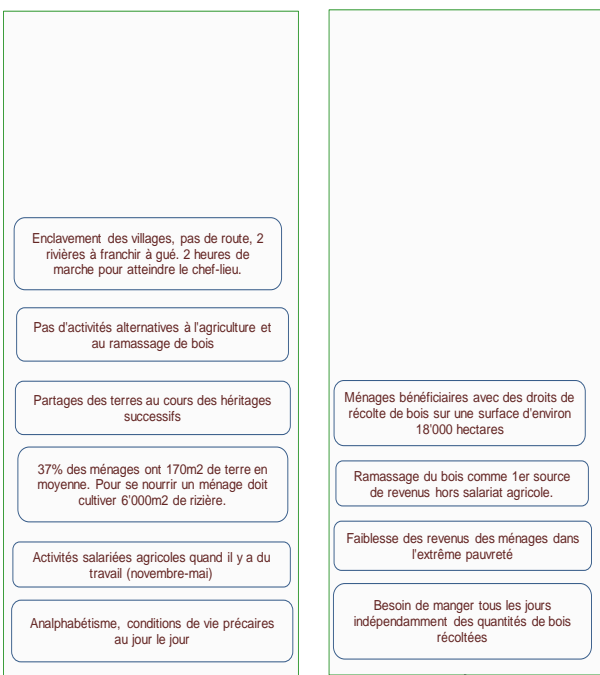 Enclavement des villages, pas de route, 2
rivières à franchir à gué. 2 heures de
marche pour atteindre le chef-lieu.
Pas d'activités alternatives à l'agriculture et
au ramassage de bois
Partages des terres au cours des héritages
successifs
37% des ménages ont 170m2 de terre en
moyenne. Pour se nourrir un ménage doit
cultiver 6'000m2 de rizière.
Activités salariées agricoles quand il y a du
travail (novembre-mai)
Analphabétisme, conditions de vie précaires
au jour le jour
Ménages bénéficiaires avec des droits de
récolte de bois sur une surface d'environ
18'000 hectares
Ramassage du bois comme 1er source
de revenus hors salariat agricole.
Faiblesse des revenus des ménages dans
l'extrême pauvreté
Besoin de manger tous les jours
indépendamment des quantités de bois
récoltées